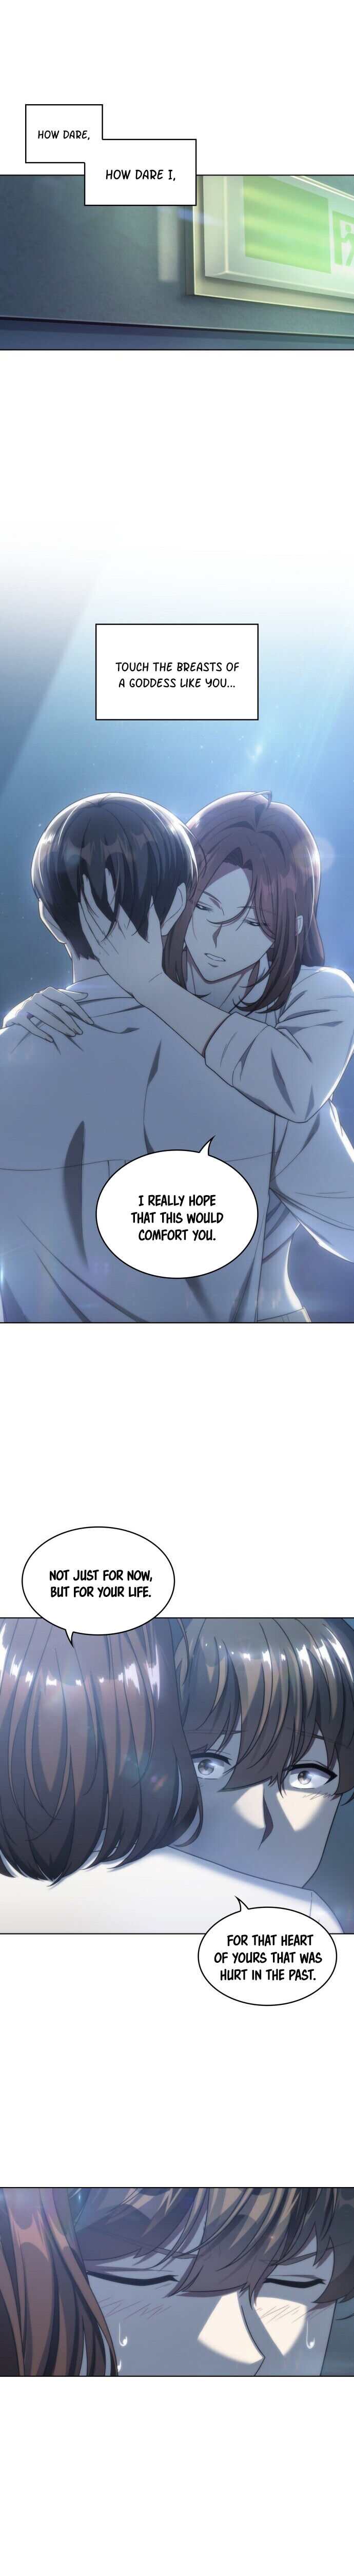 HOW DARE,
HOW DARE I,
TOUCH THE BREASTS OF
A GODDESS LIKE YOU...
I REALLY HOPE
THAT THIS WOULD
COMFORT YOU.
NOT JUST FOR NOW,
BUT FOR YOUR LIFE.
FOR THAT HEART
OF YOURS THAT WAS
HURT IN THE PAST.